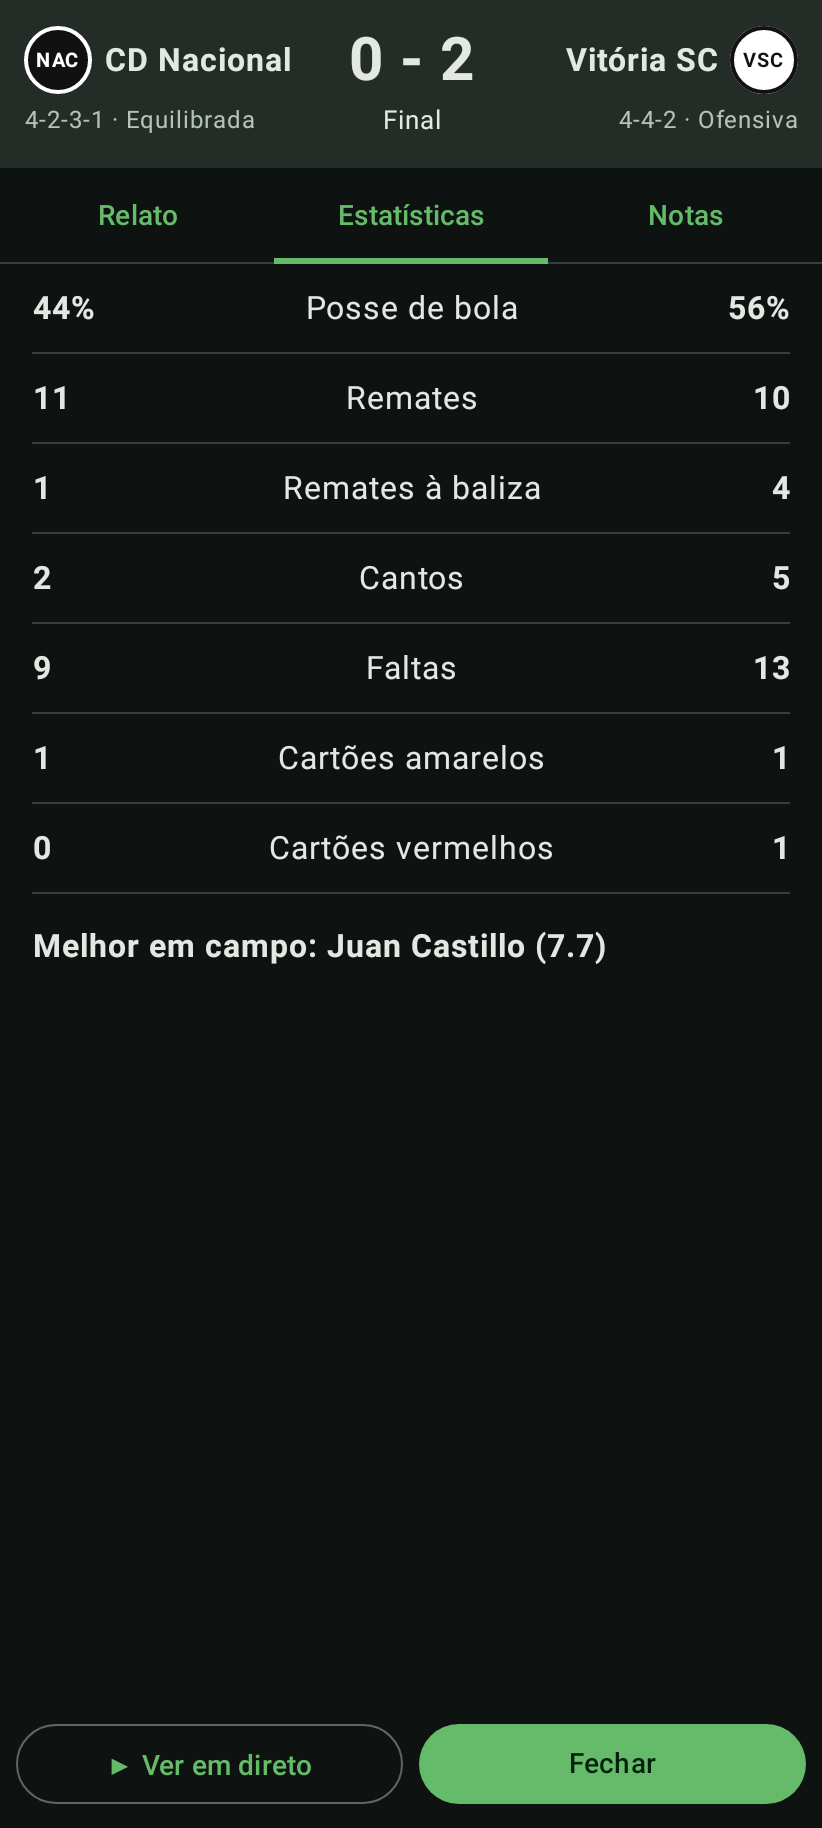 NAC CD Nacional 0 - 2 Vitória SC VSC
4-2-3-1 · Equilibrada Final 4-4-2 · Ofensiva
Relato Estatísticas Notas
44% Posse de bola 56%
11 Remates 10
1 Remates à baliza 4
2 Cantos 5
9 Faltas 13
1 Cartões amarelos 1
0 Cartões vermelhos 1
Melhor em campo: Juan Castillo (7.7)
► Ver em direto Fechar